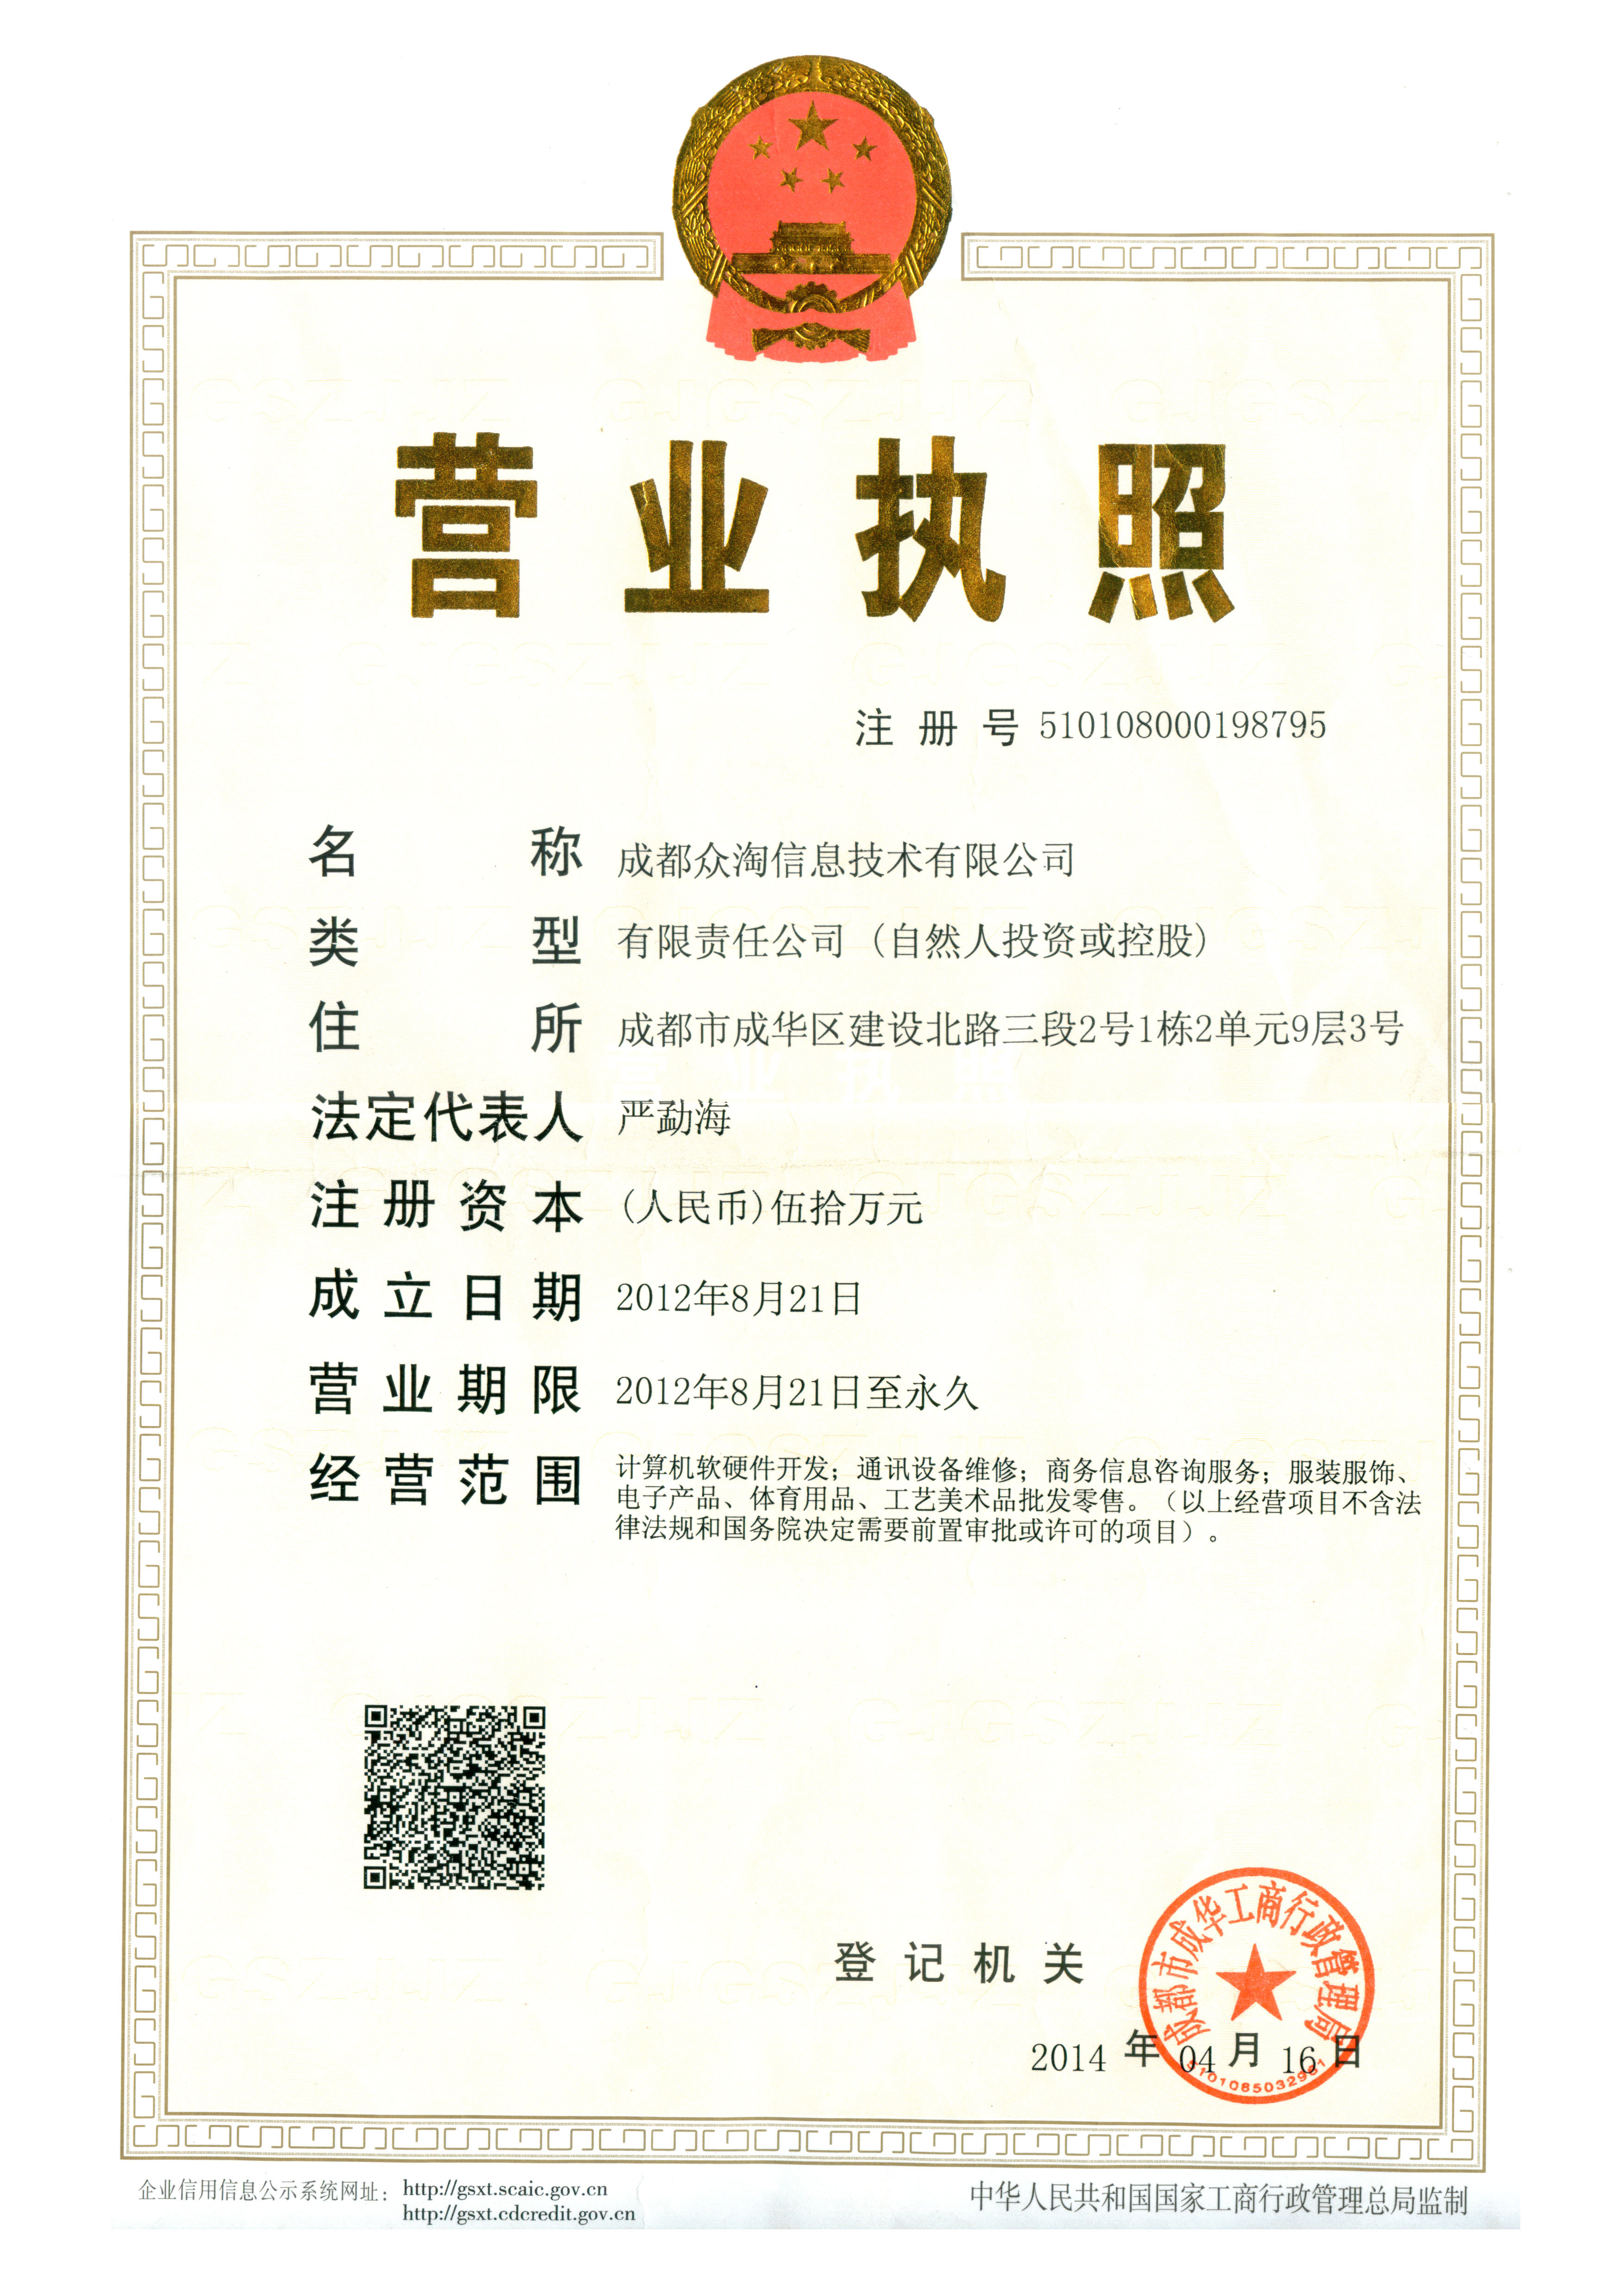 营业执照
注册号 510108000198795
名称 成都众淘信息技术有限公司
类型 有限责任公司（自然人投资或控股）
住所 成都市成华区建设北路三段2号1栋2单元9层3号
法定代表人 严勐海
注册资本 (人民币)伍拾万元
成立日期 2012年8月21日
营业期限 2012年8月21日至永久
经营范围 计算机软硬件开发；通讯设备维修；商务信息咨询服务；服装服饰、
电子产品、体育用品、工艺美术品批发零售。（以上经营项目不含法
律法规和国务院决定需要前置审批或许可的项目）。
登记机关
成都市成华工商行政管理局
2014年04月16日
企业信用信息公示系统网址：http://gsxt.scaic.gov.cn
http://gsxt.cdcredit.gov.cn
中华人民共和国国家工商行政管理总局监制